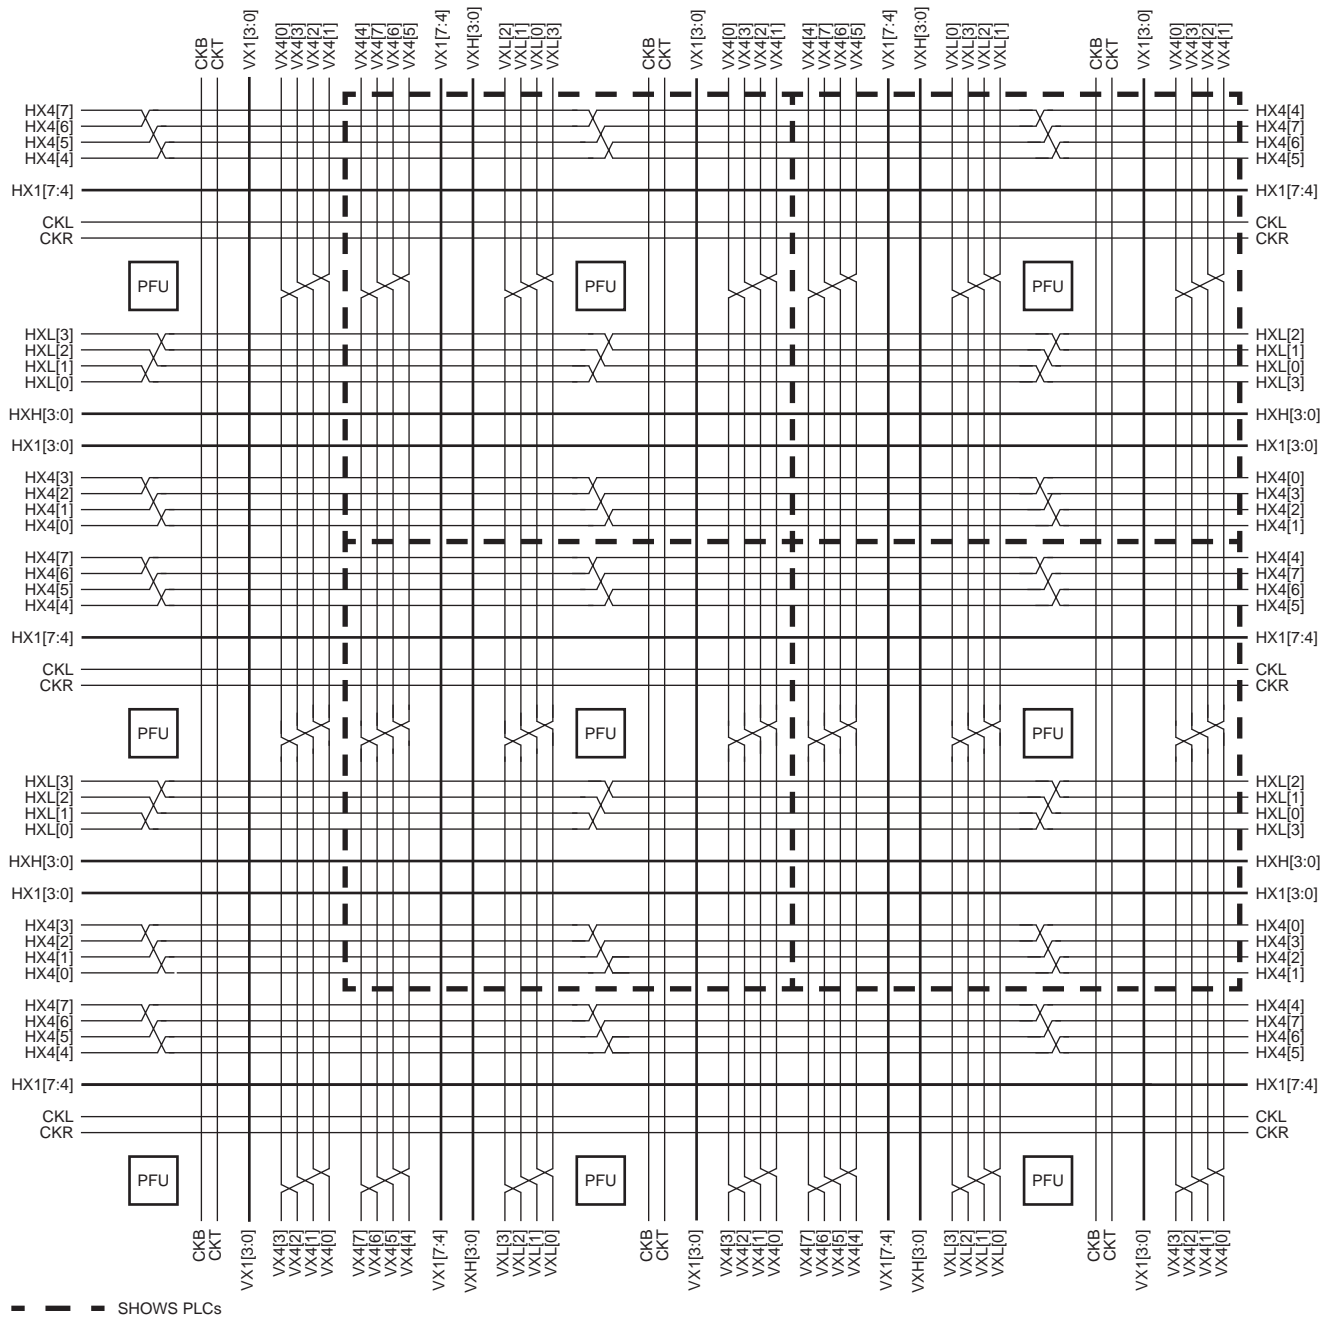 CKB
CKT
VX1[3:0]
VX4[0]
VX4[3]
VX4[2]
VX4[1]
VX4[4]
VX4[7]
VX4[6]
VX4[5]
VX1[7:4]
VXH[3:0]
VXL[2]
VXL[1]
VXL[0]
VXL[3]
CKB
CKT
VX1[3:0]
VX4[0]
VX4[3]
VX4[2]
VX4[1]
VX4[4]
VX4[7]
VX4[6]
VX4[5]
VX1[7:4]
VXH[3:0]
VXL[0]
VXL[3]
VXL[2]
VXL[1]
CKB
CKT
VX1[3:0]
VX4[0]
VX4[3]
VX4[2]
VX4[1]
HX4[7] HX4[4]
HX4[6] HX4[7]
HX4[5] HX4[6]
HX4[4] HX4[5]
HX1[7:4] HX1[7:4]
CKL CKL
CKR CKR
PFU PFU PFU
HXL[3] HXL[2]
HXL[2] HXL[1]
HXL[1] HXL[0]
HXL[0] HXL[3]
HXH[3:0] HXH[3:0]
HX1[3:0] HX1[3:0]
HX4[3] HX4[0]
HX4[2] HX4[3]
HX4[1] HX4[2]
HX4[0] HX4[1]
HX4[7] HX4[4]
HX4[6] HX4[7]
HX4[5] HX4[6]
HX4[4] HX4[5]
HX1[7:4] HX1[7:4]
CKL CKL
CKR CKR
PFU PFU PFU
HXL[3] HXL[2]
HXL[2] HXL[1]
HXL[1] HXL[0]
HXL[0] HXL[3]
HXH[3:0] HXH[3:0]
HX1[3:0] HX1[3:0]
HX4[3] HX4[0]
HX4[2] HX4[3]
HX4[1] HX4[2]
HX4[0] HX4[1]
HX4[7] HX4[4]
HX4[6] HX4[7]
HX4[5] HX4[6]
HX4[4] HX4[5]
HX1[7:4] HX1[7:4]
CKL CKL
CKR CKR
PFU PFU PFU
CKB
CKT
VX1[3:0]
VX4[3]
VX4[2]
VX4[1]
VX4[0]
VX4[7]
VX4[6]
VX4[5]
VX4[4]
VX1[7:4]
VXH[3:0]
VXL[3]
VXL[2]
VXL[1]
VXL[0]
CKB
CKT
VX1[3:0]
VX4[3]
VX4[2]
VX4[1]
VX4[0]
VX4[7]
VX4[6]
VX4[5]
VX4[4]
VX1[7:4]
VXH[3:0]
VXL[3]
VXL[2]
VXL[1]
VXL[0]
CKB
CKT
VX1[3:0]
VX4[3]
VX4[2]
VX4[1]
VX4[0]
SHOWS PLCs